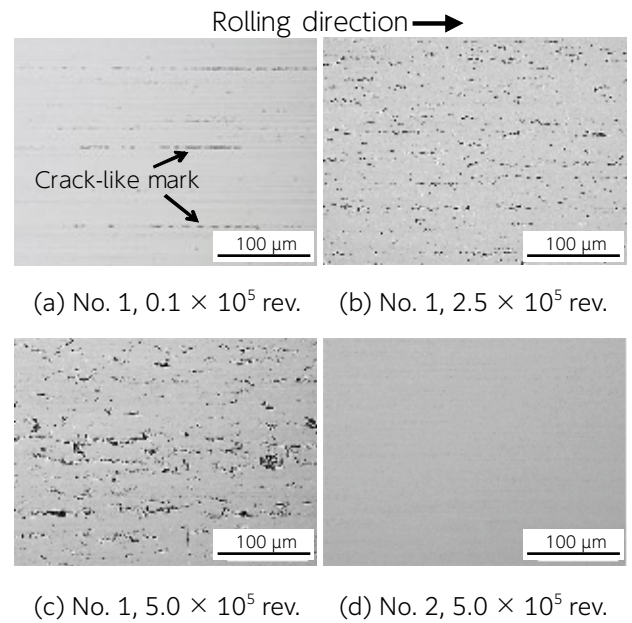 Rolling direction
Crack-like mark
100 μm
100 μm
(a) No. 1, 0.1 × 10⁵ rev.
(b) No. 1, 2.5 × 10⁵ rev.
100 μm
100 μm
(c) No. 1, 5.0 × 10⁵ rev.
(d) No. 2, 5.0 × 10⁵ rev.